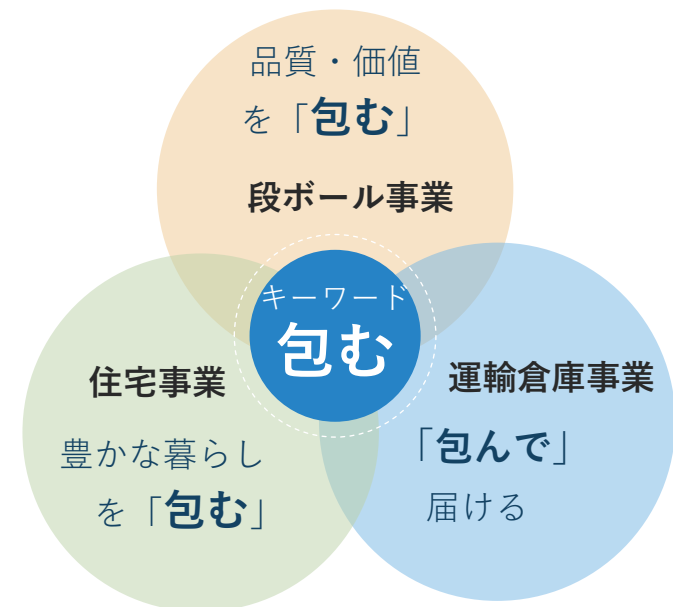 品質・価値
を「包む」
段ボール事業
キーワード
包む
住宅事業
豊かな暮らし
を「包む」
運輸倉庫事業
「包んで」
届ける